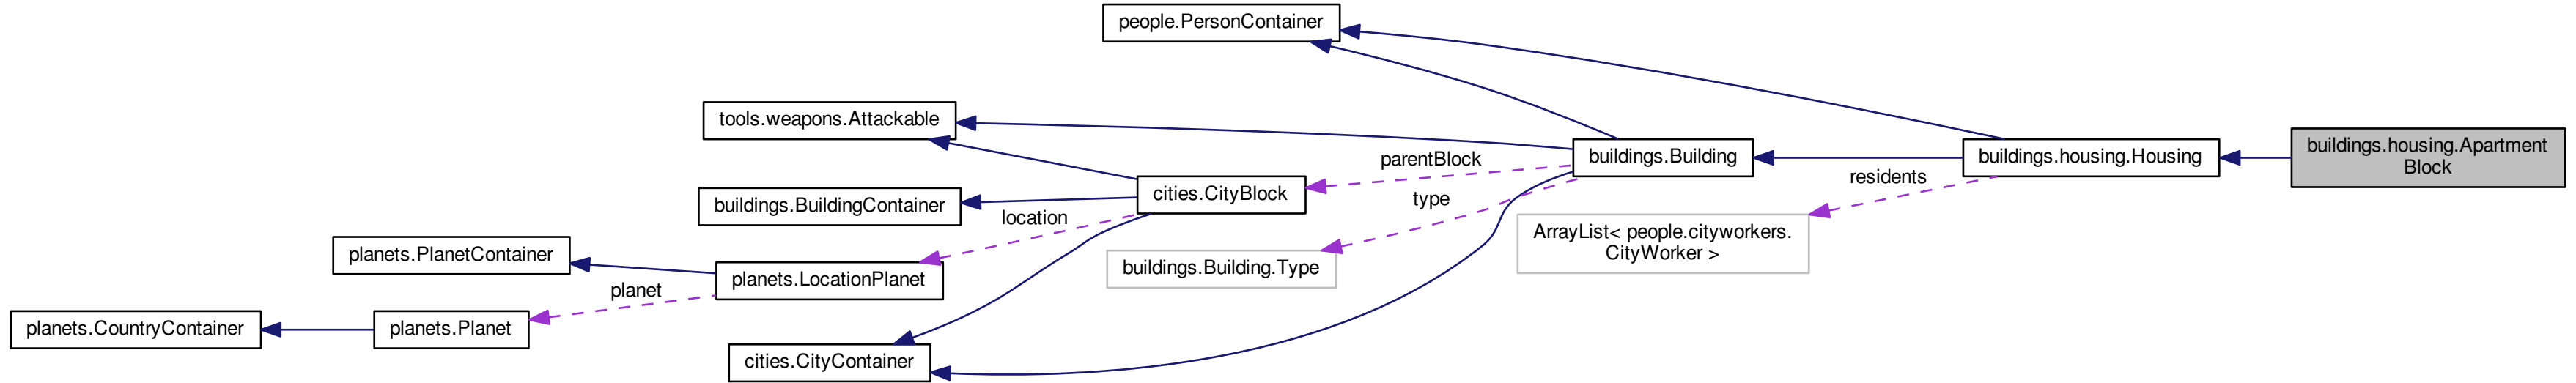 people.PersonContainer
tools.weapons.Attackable
buildings.Building
parentBlock
buildings.housing.Housing
buildings.housing.Apartment
Block
residents
cities.CityBlock
type
buildings.BuildingContainer
location
ArrayList< people.cityworkers.
CityWorker >
planets.PlanetContainer
buildings.Building.Type
planets.LocationPlanet
planet
planets.CountryContainer
planets.Planet
cities.CityContainer